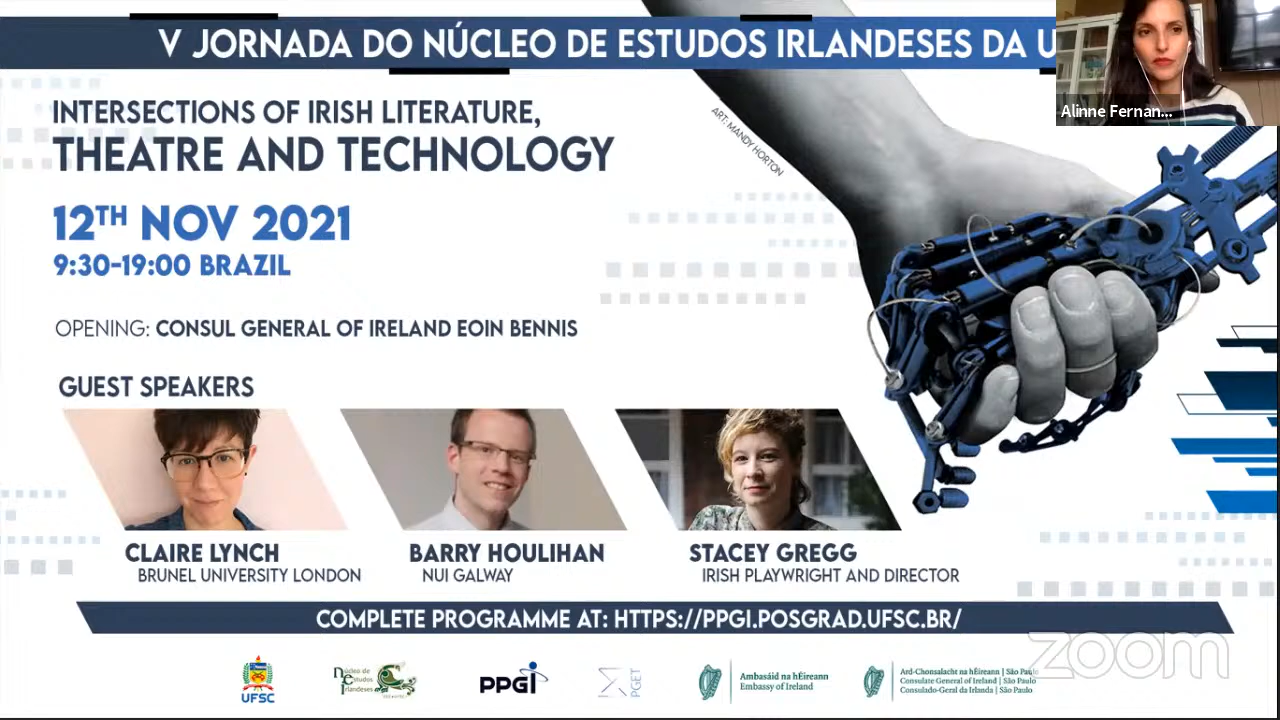 V JORNADA DO NÚCLEO DE ESTUDOS IRLANDESES DA U
Alinne Fernan...
INTERSECTIONS OF IRISH LITERATURE,
THEATRE AND TECHNOLOGY
ART: MANDY HORTON
12TH NOV 2021
9:30-19:00 BRAZIL
OPENING: CONSUL GENERAL OF IRELAND EOIN BENNIS
GUEST SPEAKERS
CLAIRE LYNCH
BRUNEL UNIVERSITY LONDON
BARRY HOULIHAN
NUI GALWAY
STACEY GREGG
IRISH PLAYWRIGHT AND DIRECTOR
COMPLETE PROGRAMME AT: HTTPS://PPGI.POSGRAD.UFSC.BR/
zoom
UFSC
Núcleo de
Estudos
Irlandeses
PPGI
PGET
Ambasáid na hÉireann
Embassy of Ireland
Ard-Chonsalacht na hÉireann | São Paulo
Consulate General of Ireland | São Paulo
Consulado-Geral da Irlanda | São Paulo